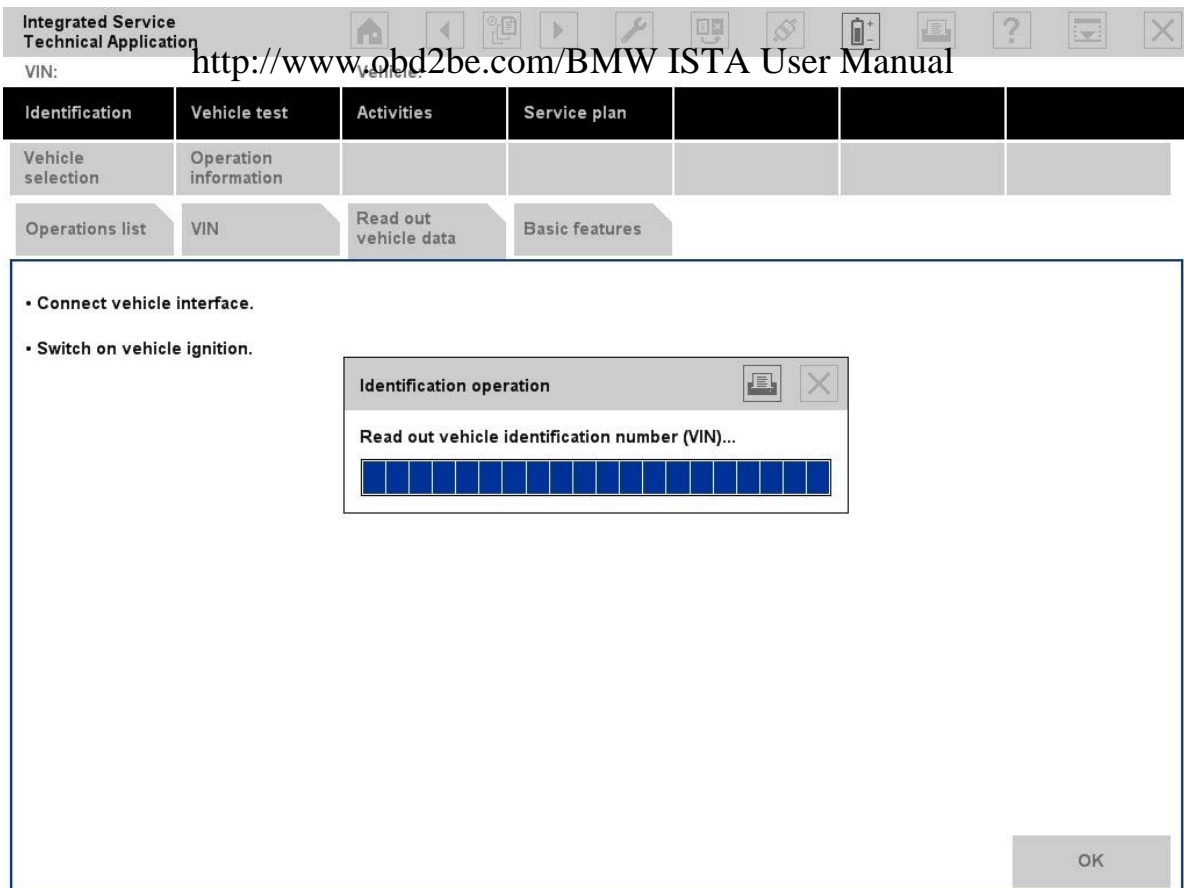 Integrated Service
Technical Application
http://www.obd2be.com/BMW ISTA User Manual
VIN:
Vehicle:
Identification
Vehicle test
Activities
Service plan
Vehicle
selection
Operation
information
Operations list
VIN
Read out
vehicle data
Basic features
• Connect vehicle interface.
• Switch on vehicle ignition.
Identification operation
Read out vehicle identification number (VIN)...
OK